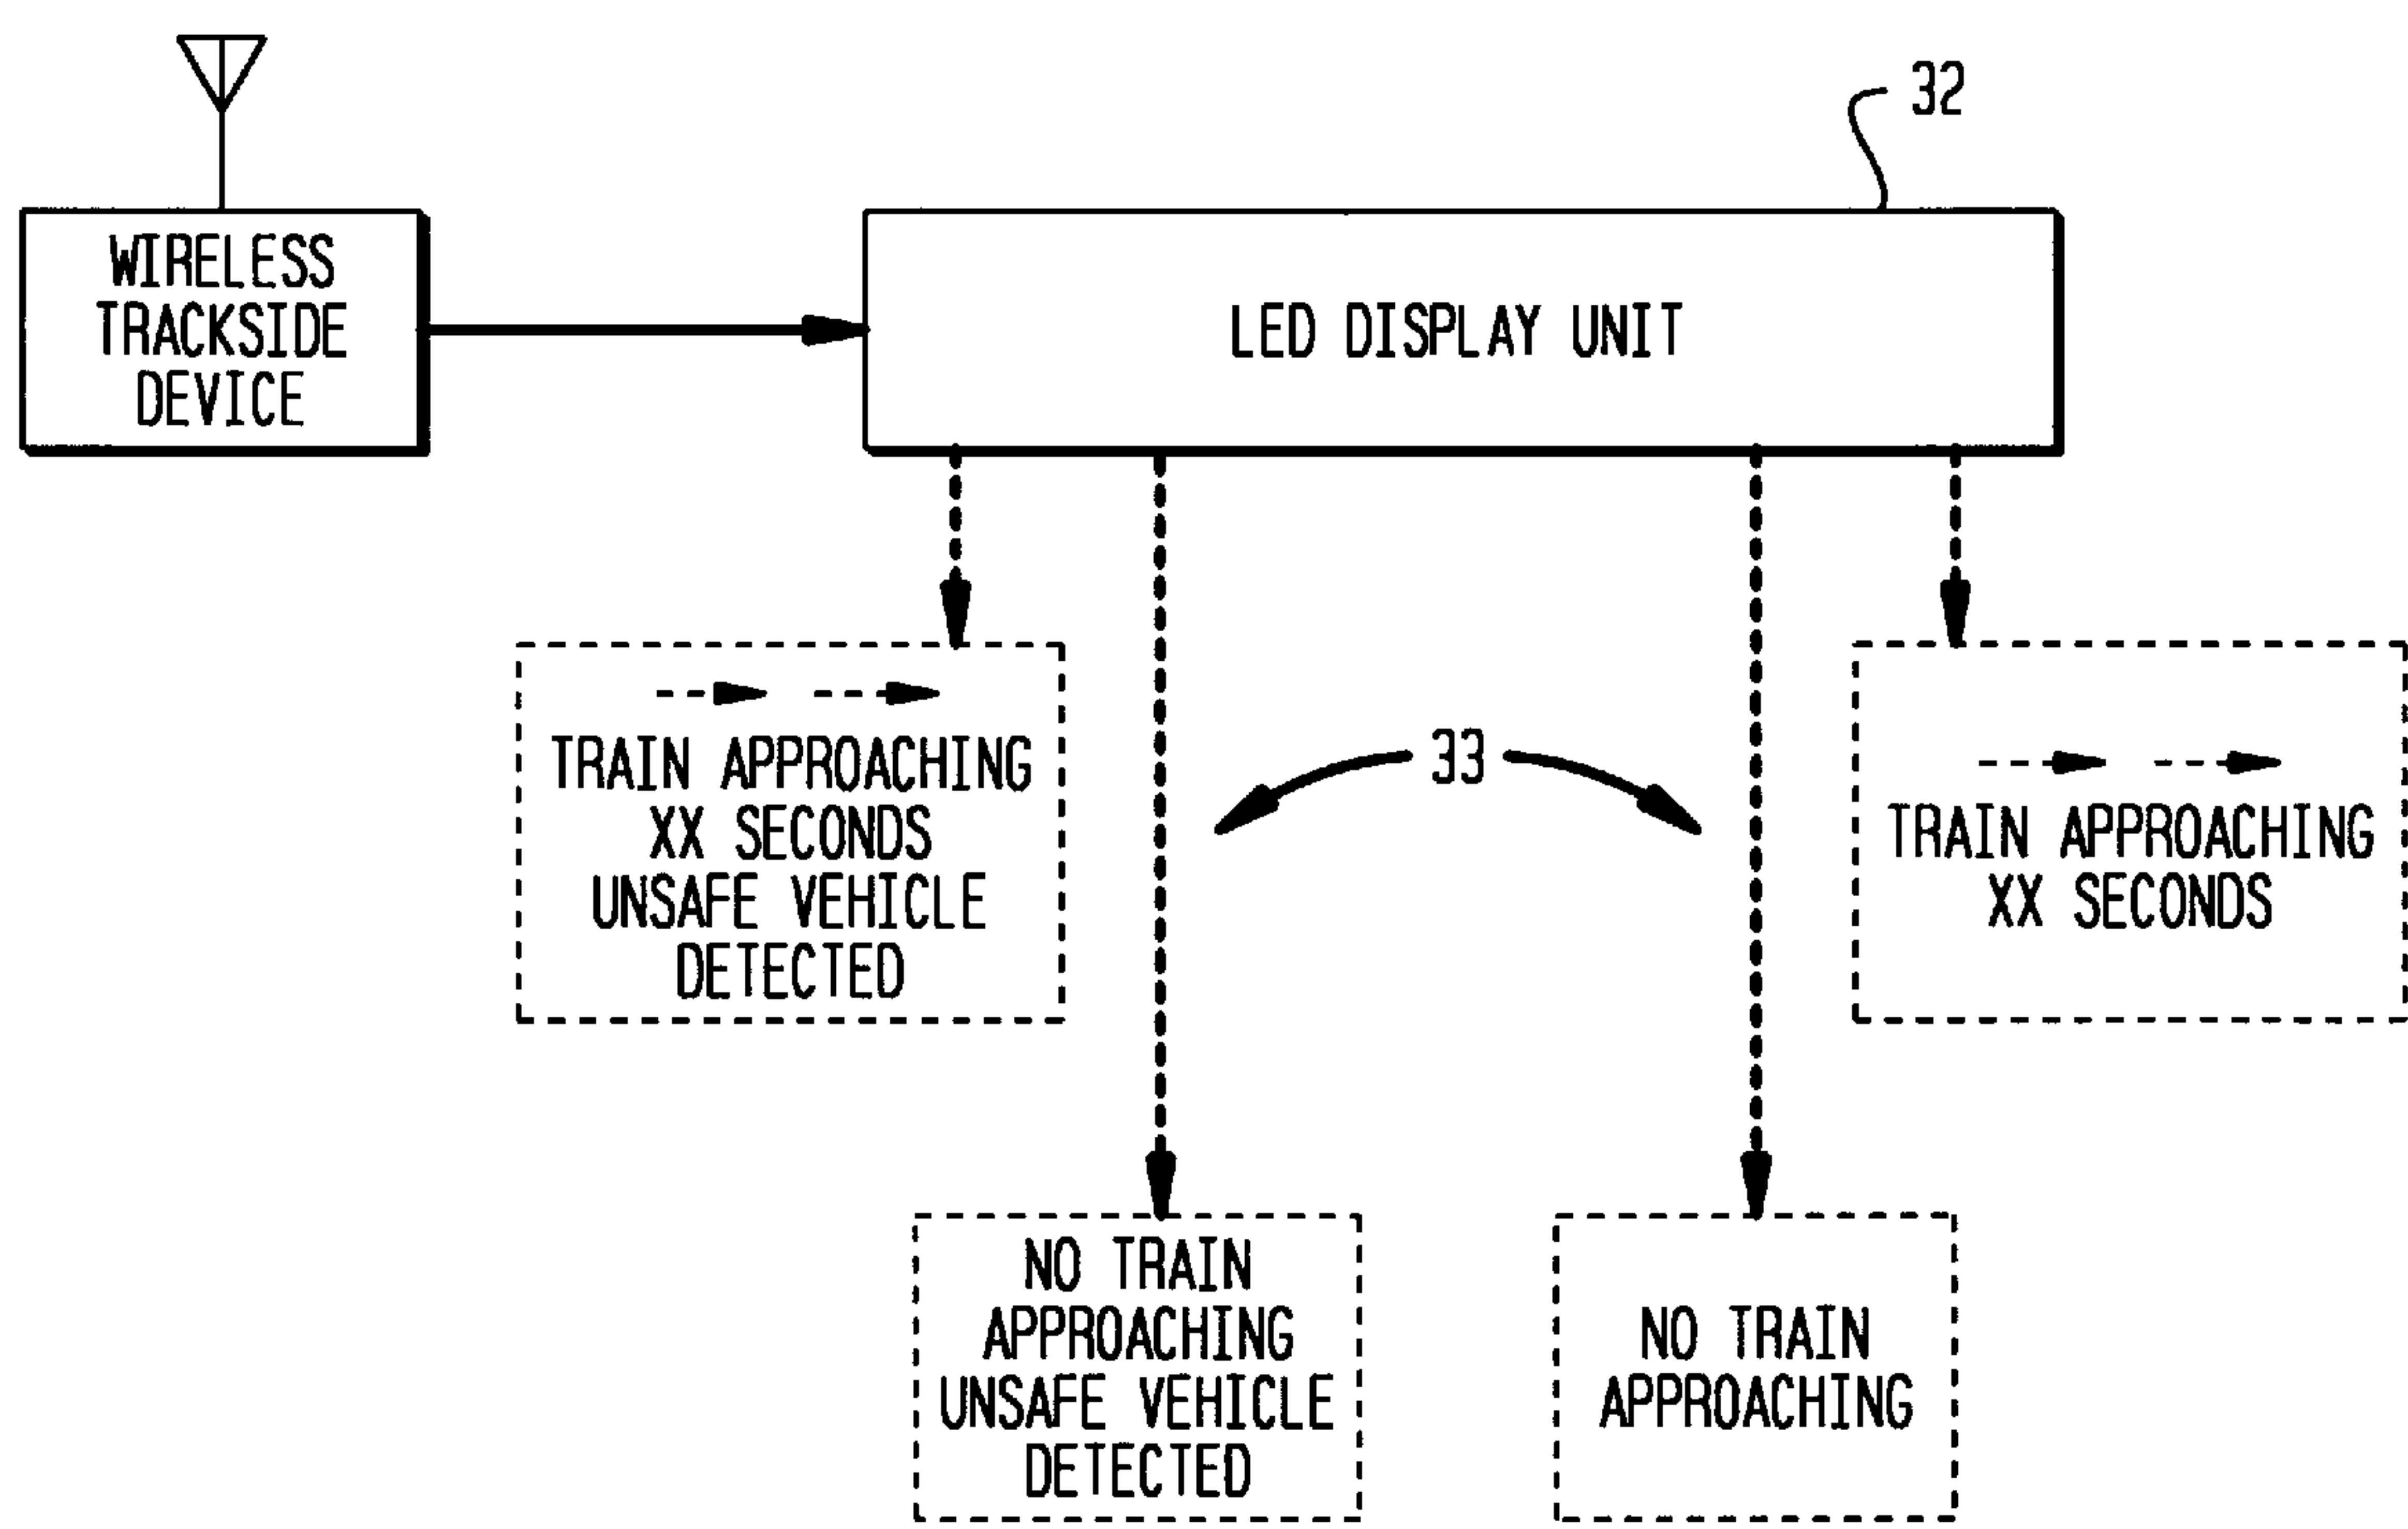 32
WIRELESS
TRACKSIDE
DEVICE
LED DISPLAY UNIT
TRAIN APPROACHING
XX SECONDS
UNSAFE VEHICLE
DETECTED
33
TRAIN APPROACHING
XX SECONDS
NO TRAIN
APPROACHING
UNSAFE VEHICLE
DETECTED
NO TRAIN
APPROACHING